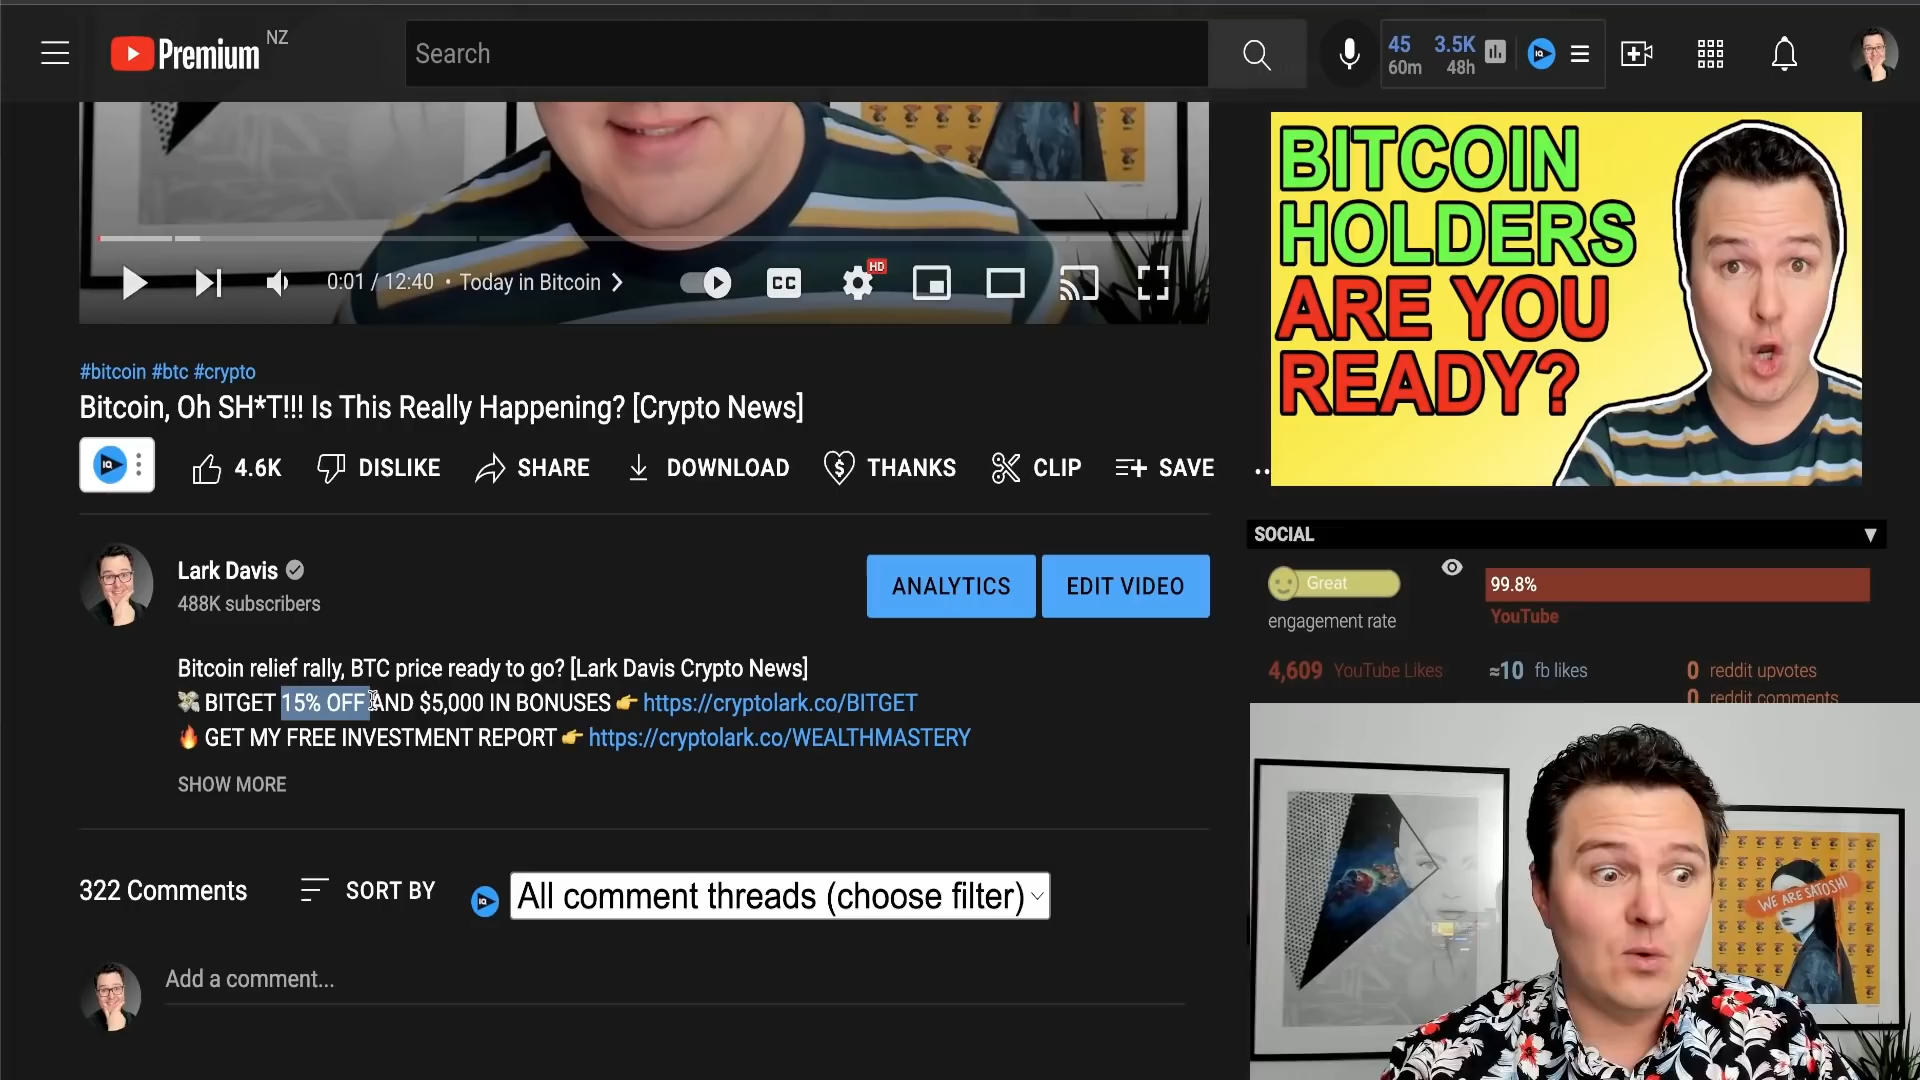 Premium NZ
Search
45 3.5K
60m 48h
0:01 / 12:40 • Today in Bitcoin
CC
HD
#bitcoin #btc #crypto
Bitcoin, Oh SH*T!!! Is This Really Happening? [Crypto News]
IQ
4.6K
DISLIKE
SHARE
DOWNLOAD
THANKS
CLIP
SAVE
Lark Davis
488K subscribers
ANALYTICS
EDIT VIDEO
Bitcoin relief rally, BTC price ready to go? [Lark Davis Crypto News]
BITGET 15% OFF AND $5,000 IN BONUSES 👉 https://cryptolark.co/BITGET
GET MY FREE INVESTMENT REPORT 👉 https://cryptolark.co/WEALTHMASTERY
SHOW MORE
322 Comments
SORT BY
All comment threads (choose filter)
Add a comment...
BITCOIN
HOLDERS
ARE YOU
READY?
SOCIAL
Great
engagement rate
99.8%
YouTube
4,609 YouTube Likes
≈10 fb likes
0 reddit upvotes
0 reddit comments
WE ARE SATOSHI